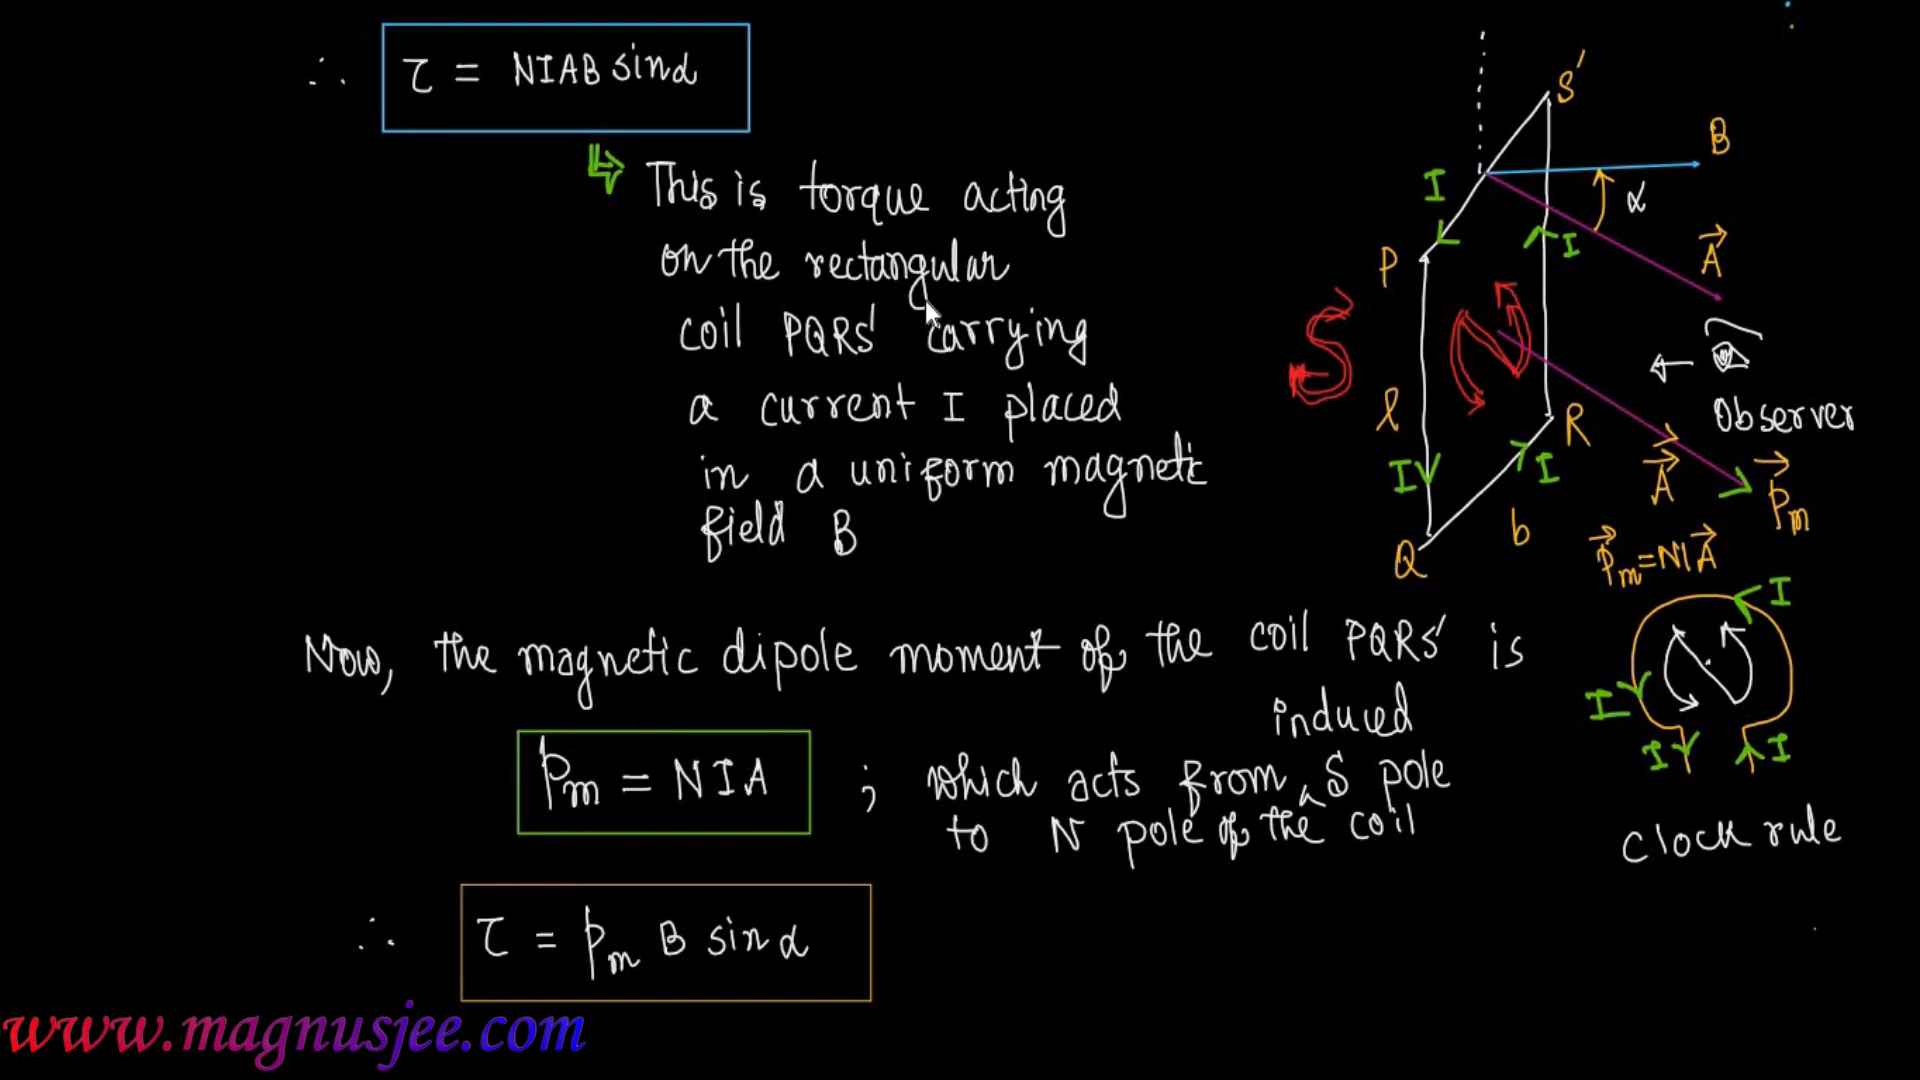 ∴ τ = NIAB sinα
This is torque acting
on the rectangular
coil PQRS' carrying
a current I placed
in a uniform magnetic
field B
S'
B
I
α
I
A⃗
P
S
N
l
Observer
R
I
I
A⃗
P⃗m
Q
b
P⃗m = NIA⃗
I
I
I
I
N
Clock rule
Now, the magnetic dipole moment of the coil PQRS' is
induced
Pm = NIA ; which acts from ‸ S pole
to N pole of the coil
∴ τ = Pm B sinα
www.magnusjee.com